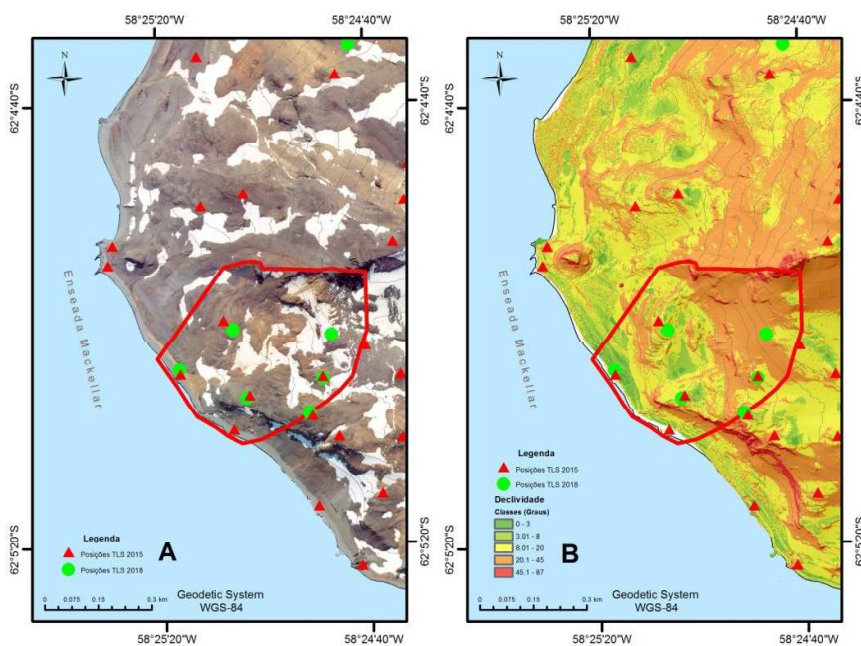 58°25'20"W
58°24'40"W
N
62°4'40"S
62°4'40"S
Enseada Mackellar
Legenda
Posições TLS 2015
Posições TLS 2018
A
62°5'20"S
62°5'20"S
0 0.075 0.15 0.3 km
Geodetic System
WGS-84
58°25'20"W
58°24'40"W
58°25'20"W
58°24'40"W
N
62°4'40"S
Enseada Mackellar
Legenda
Posições TLS 2015
Posições TLS 2018
Declividade
Classes (Graus)
0 - 3
3.01 - 8
8.01 - 20
20.1 - 45
45.1 - 87
B
62°5'20"S
0 0.075 0.15 0.3 km
Geodetic System
WGS-84
58°25'20"W
58°24'40"W